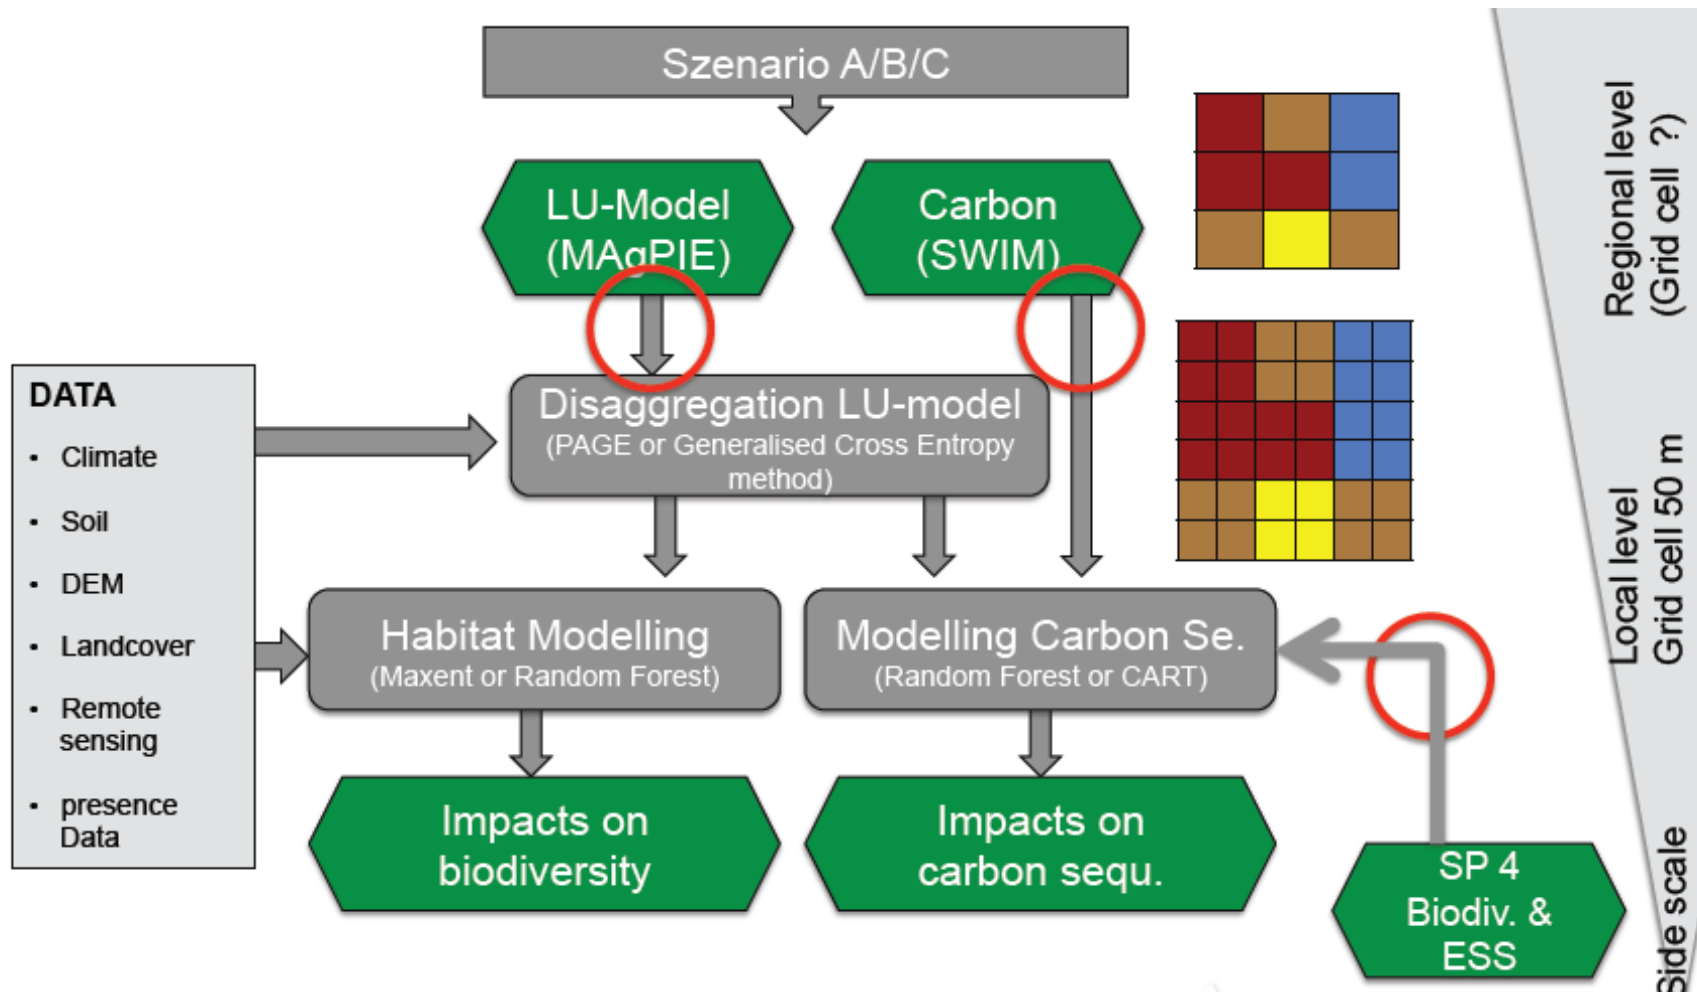 Szenario A/B/C
LU-Model
(MAgPIE)
Carbon
(SWIM)
Regional level
(Grid cell ?)
DATA
• Climate
• Soil
• DEM
• Landcover
• Remote
sensing
• presence
Data
Disaggregation LU-model
(PAGE or Generalised Cross Entropy
method)
Local level
Grid cell 50 m
Habitat Modelling
(Maxent or Random Forest)
Modelling Carbon Se.
(Random Forest or CART)
Impacts on
biodiversity
Impacts on
carbon sequ.
SP 4
Biodiv. &
ESS
Side scale